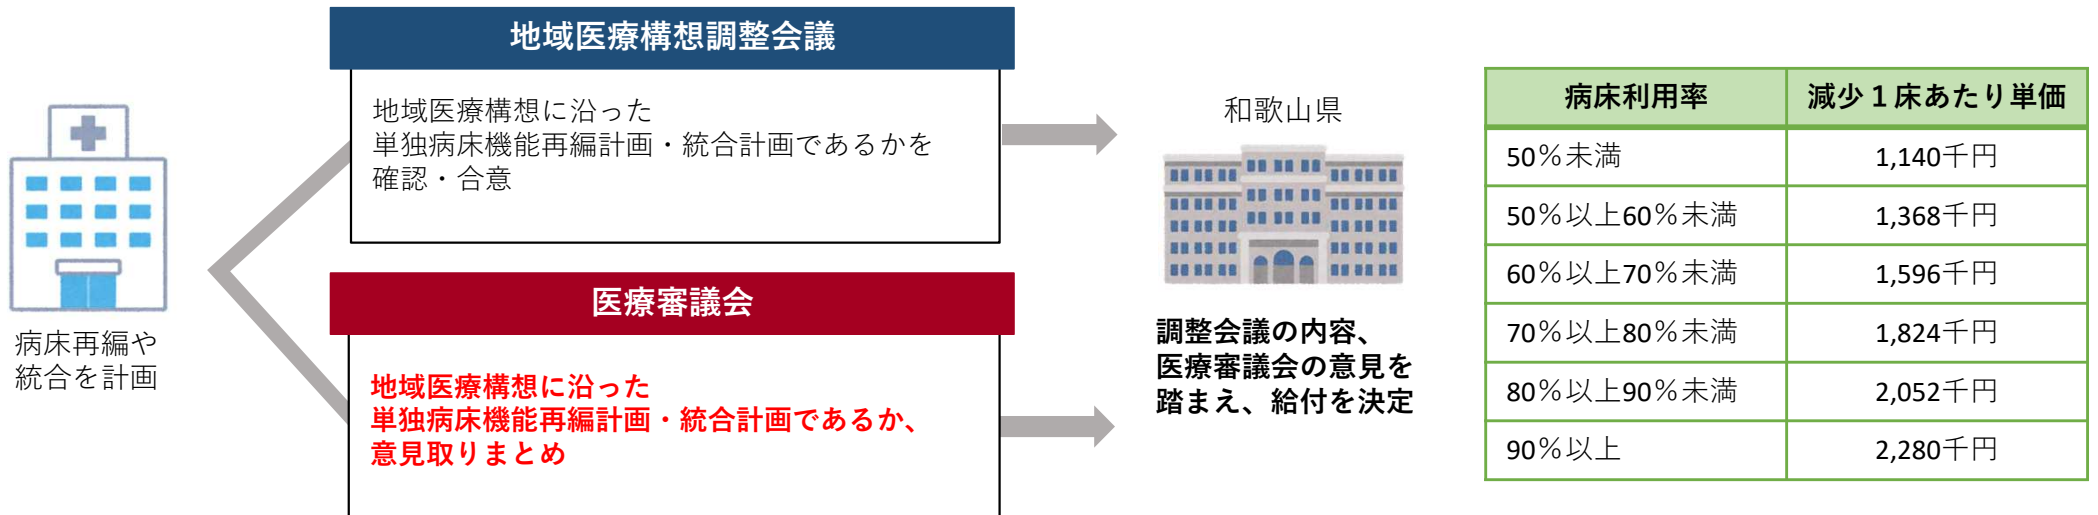 病床再編や
統合を計画
地域医療構想調整会議
地域医療構想に沿った
単独病床機能再編計画・統合計画であるかを
確認・合意
医療審議会
地域医療構想に沿った
単独病床機能再編計画・統合計画であるか、
意見取りまとめ
和歌山県
調整会議の内容、
医療審議会の意見を
踏まえ、給付を決定
病床利用率 減少１床あたり単価
50％未満 1,140千円
50％以上60％未満 1,368千円
60％以上70％未満 1,596千円
70％以上80％未満 1,824千円
80％以上90％未満 2,052千円
90％以上 2,280千円